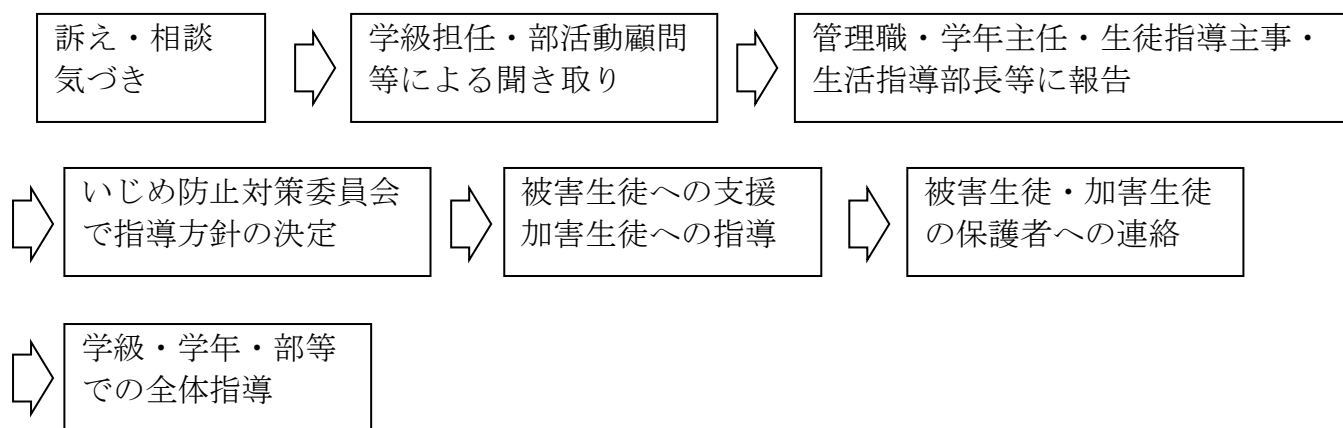 訴え・相談
気づき
学級担任・部活動顧問
等による聞き取り
管理職・学年主任・生徒指導主事・
生活指導部長等に報告
いじめ防止対策委員会
で指導方針の決定
被害生徒への支援
加害生徒への指導
被害生徒・加害生徒
の保護者への連絡
学級・学年・部等
での全体指導